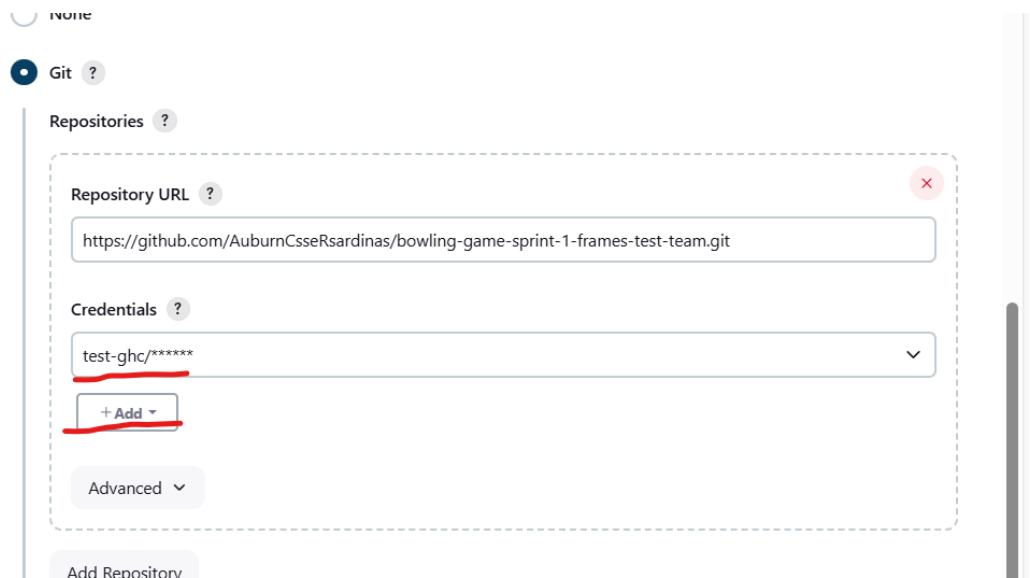 None
Git ?
Repositories ?
Repository URL ?
https://github.com/AuburnCsseRsardinas/bowling-game-sprint-1-frames-test-team.git
Credentials ?
test-ghc/******
+ Add
Advanced
Add Repository